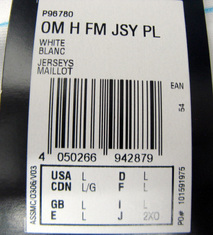 P96780
OM H FM JSY PL
WHITE
BLANC
JERSEYS
MAILLOT
EAN
54
4 050266 942879
USA L D L
CDN L/G F L
GB L I L
E L J 2XO
ASSMC/0306/V03
PO# 101591975